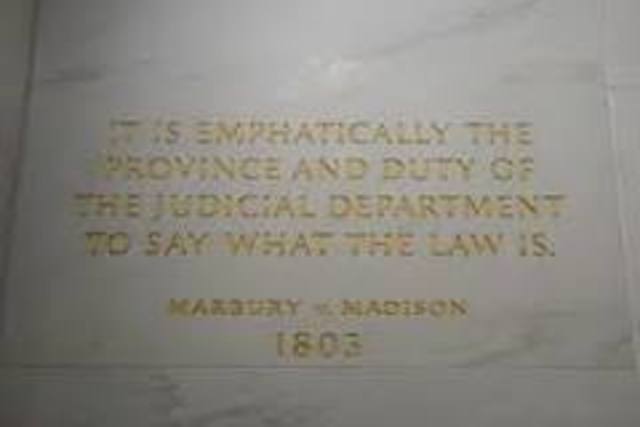 IT IS EMPHATICALLY THE
PROVINCE AND DUTY OF
THE JUDICIAL DEPARTMENT
TO SAY WHAT THE LAW IS.
MARBURY v. MADISON
1803